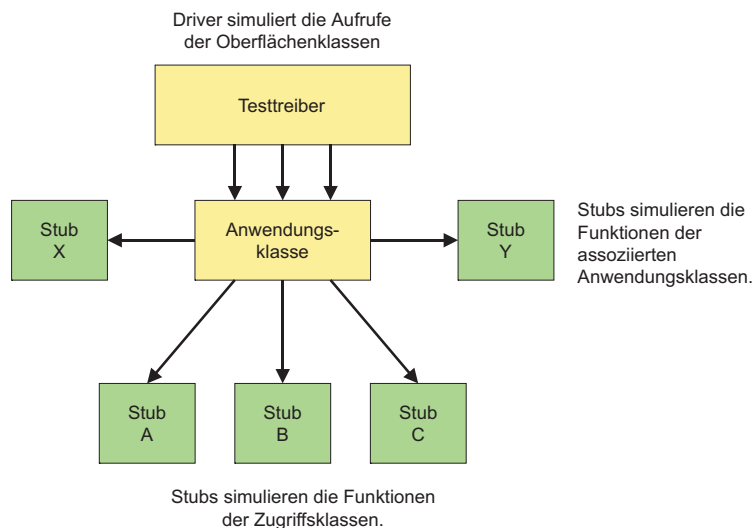 Driver simuliert die Aufrufe
der Oberflächenklassen
Testtreiber
Stub
X
Anwendungs-
klasse
Stub
Y
Stubs simulieren die
Funktionen der
assoziierten
Anwendungsklassen.
Stub
A
Stub
B
Stub
C
Stubs simulieren die Funktionen
der Zugriffsklassen.